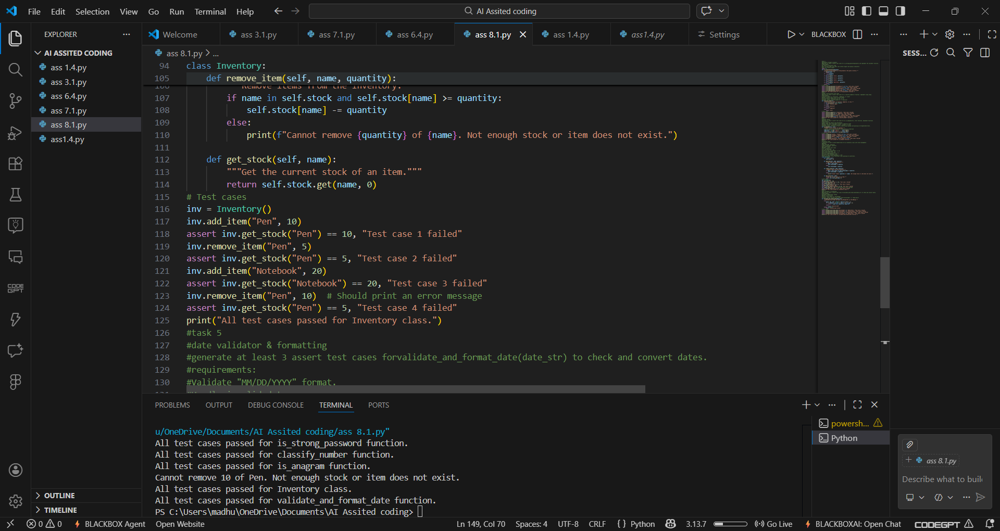 File Edit Selection View Go Run Terminal Help
AI Assited coding
EXPLORER
AI ASSITED CODING
ass 1.4.py
ass 3.1.py
ass 6.4.py
ass 7.1.py
ass 8.1.py
ass1.4.py
OUTLINE
TIMELINE
Welcome ass 3.1.py ass 7.1.py ass 6.4.py ass 8.1.py ass 1.4.py ass1.4.py Settings BLACKBOX
ass 8.1.py > ...
94 class Inventory:
105 def remove_item(self, name, quantity):
106 """Remove items from the inventory."""
107 if name in self.stock and self.stock[name] >= quantity:
108 self.stock[name] -= quantity
109 else:
110 print(f"Cannot remove {quantity} of {name}. Not enough stock or item does not exist.")
111
112 def get_stock(self, name):
113 """Get the current stock of an item."""
114 return self.stock.get(name, 0)
115 # Test cases
116 inv = Inventory()
117 inv.add_item("Pen", 10)
118 assert inv.get_stock("Pen") == 10, "Test case 1 failed"
119 inv.remove_item("Pen", 5)
120 assert inv.get_stock("Pen") == 5, "Test case 2 failed"
121 inv.add_item("Notebook", 20)
122 assert inv.get_stock("Notebook") == 20, "Test case 3 failed"
123 inv.remove_item("Pen", 10) # Should print an error message
124 assert inv.get_stock("Pen") == 5, "Test case 4 failed"
125 print("All test cases passed for Inventory class.")
126 #task 5
127 #date validator & formatting
128 #generate at least 3 assert test cases forvalidate_and_format_date(date_str) to check and convert dates.
129 #requirements:
130 #Validate "MM/DD/YYYY" format.
PROBLEMS OUTPUT DEBUG CONSOLE TERMINAL PORTS
u/OneDrive/Documents/AI Assited coding/ass 8.1.py"
All test cases passed for is_strong_password function.
All test cases passed for classify_number function.
All test cases passed for is_anagram function.
Cannot remove 10 of Pen. Not enough stock or item does not exist.
All test cases passed for Inventory class.
All test cases passed for validate_and_format_date function.
PS C:\Users\madhu\OneDrive\Documents\AI Assited coding>
powersh...
Python
SESS...
ass 8.1.py
Describe what to buil
CODE GPT
0 0 BLACKBOX Agent Open Website Ln 149, Col 70 Spaces: 4 UTF-8 CRLF {} Python 3.13.7 Go Live BLACKBOXAI: Open Chat CODEGPT